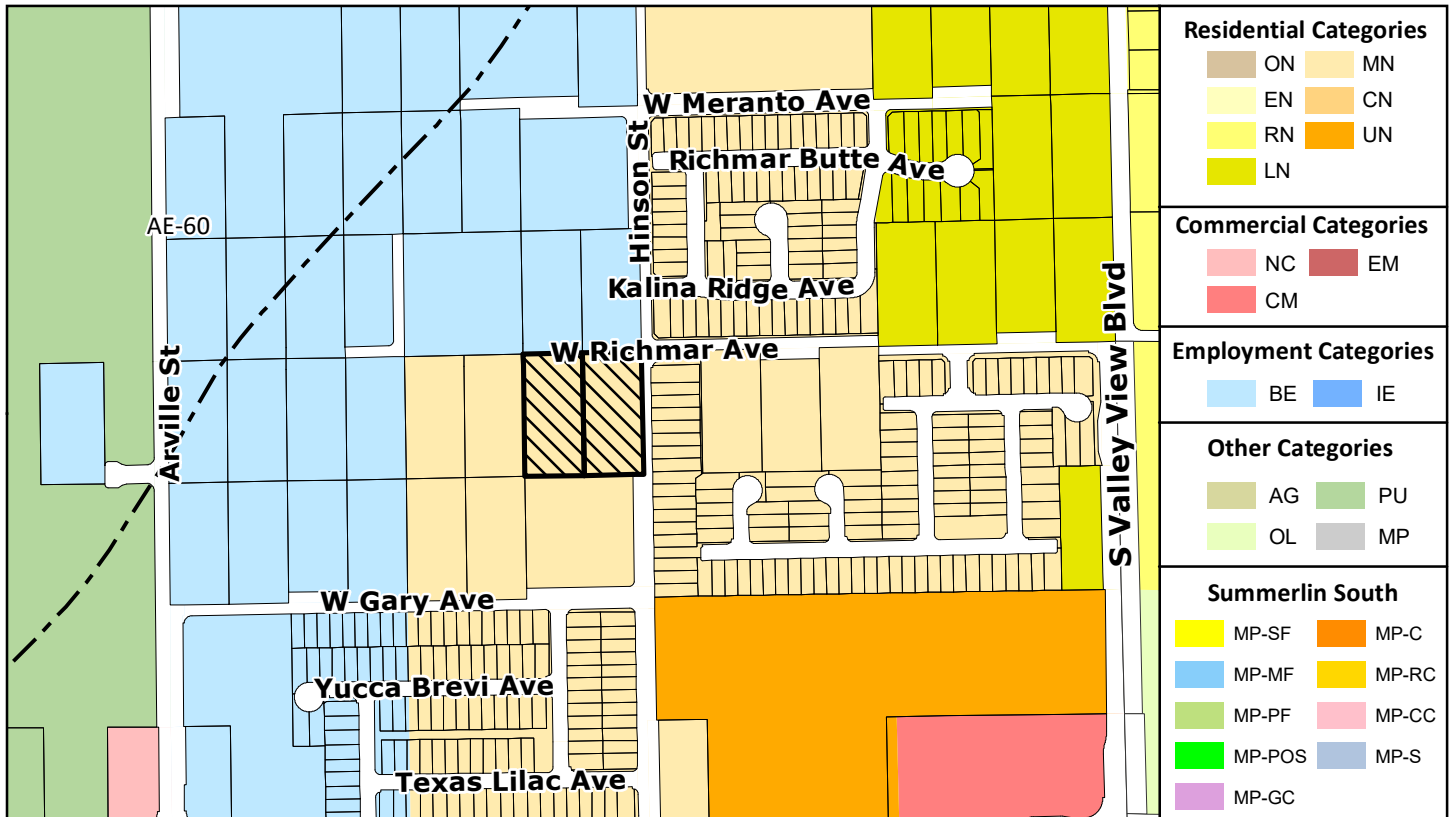 W Meranto Ave
Richmar Butte Ave
Hinson St
AE-60
Kalina Ridge Ave
S Valley View Blvd
W Richmar Ave
Arville St
W Gary Ave
Yucca Brevi Ave
Texas Lilac Ave
Residential Categories
ON MN
EN CN
RN UN
LN
Commercial Categories
NC EM
CM
Employment Categories
BE IE
Other Categories
AG PU
OL MP
Summerlin South
MP-SF MP-C
MP-MF MP-RC
MP-PF MP-CC
MP-POS MP-S
MP-GC